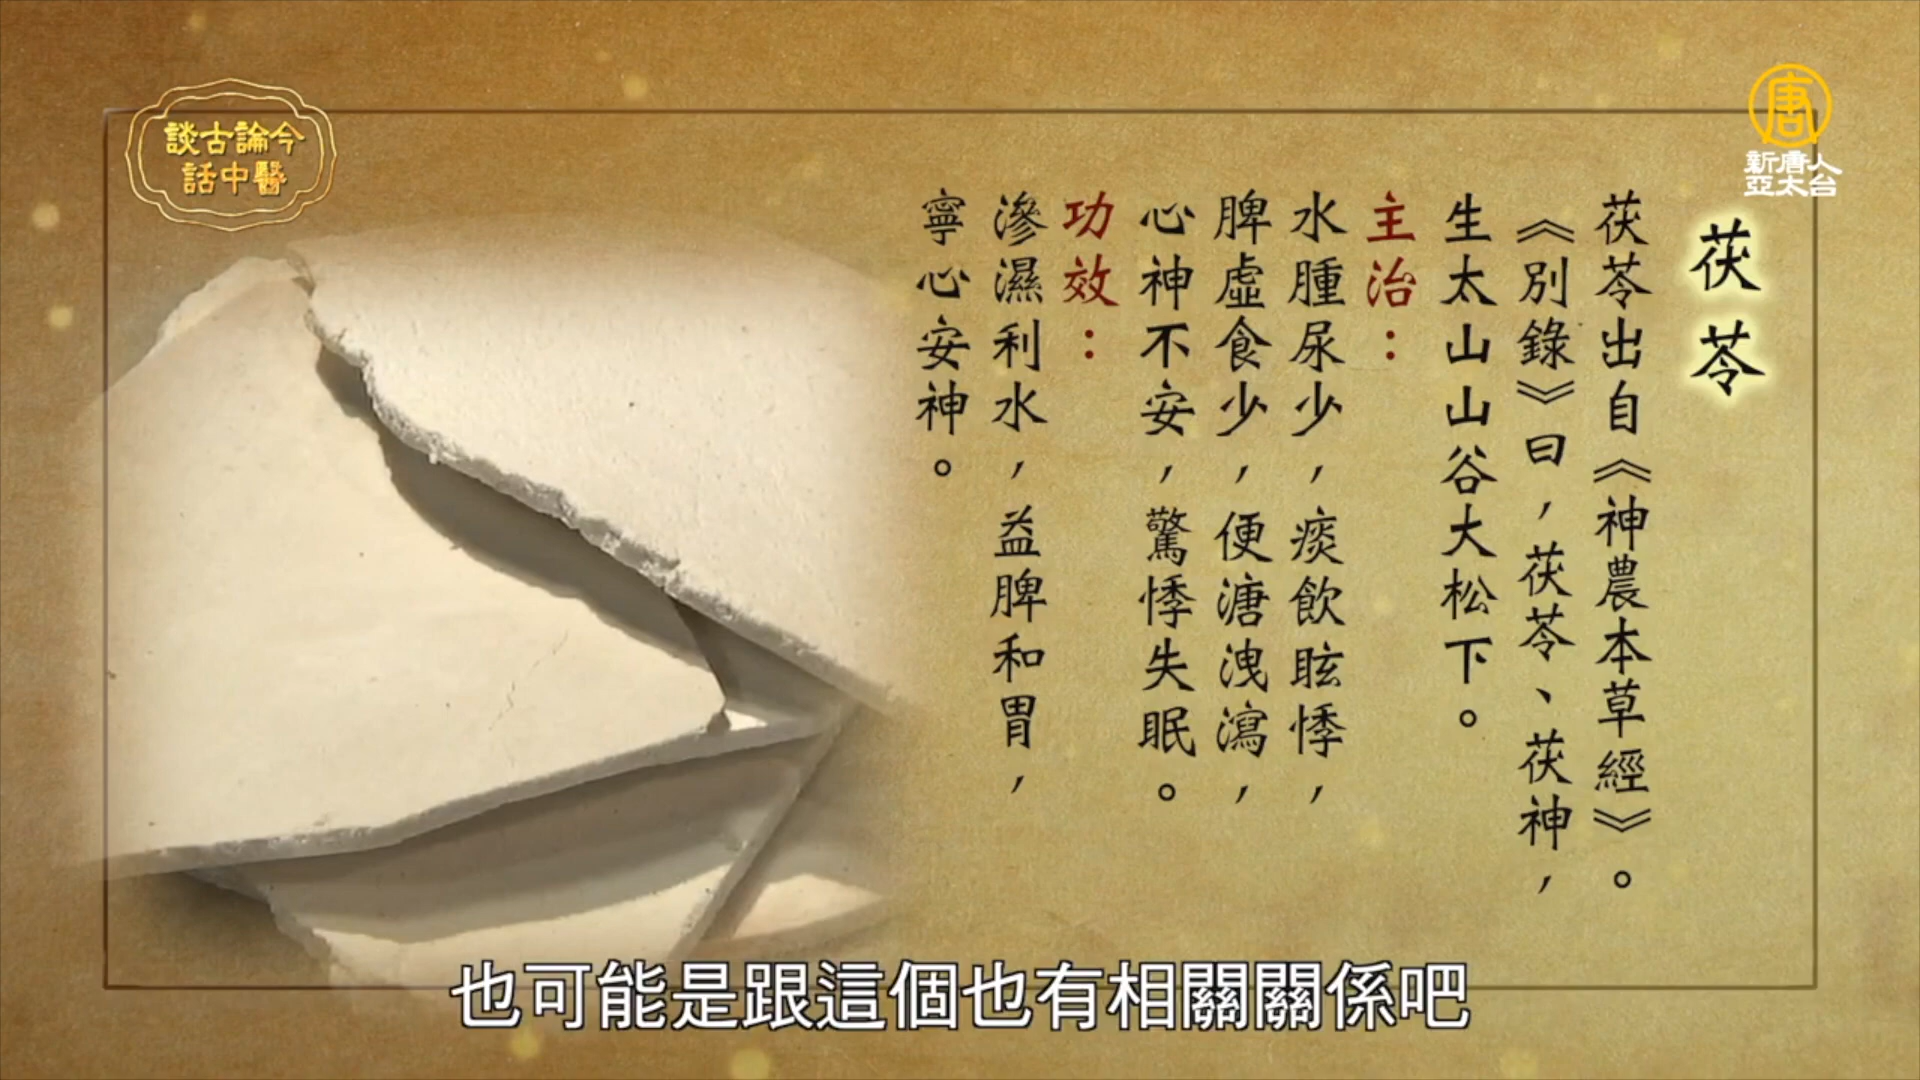 談古論今
話中醫
唐
新唐人
亞太台
茯苓
茯苓出自《神農本草經》。
《別錄》曰，茯苓、茯神，
生太山山谷大松下。
主治：
水腫尿少，痰飲眩悸，
脾虛食少，便溏洩瀉，
心神不安，驚悸失眠。
功效：
滲濕利水，益脾和胃，
寧心安神。
也可能是跟這個也有相關關係吧